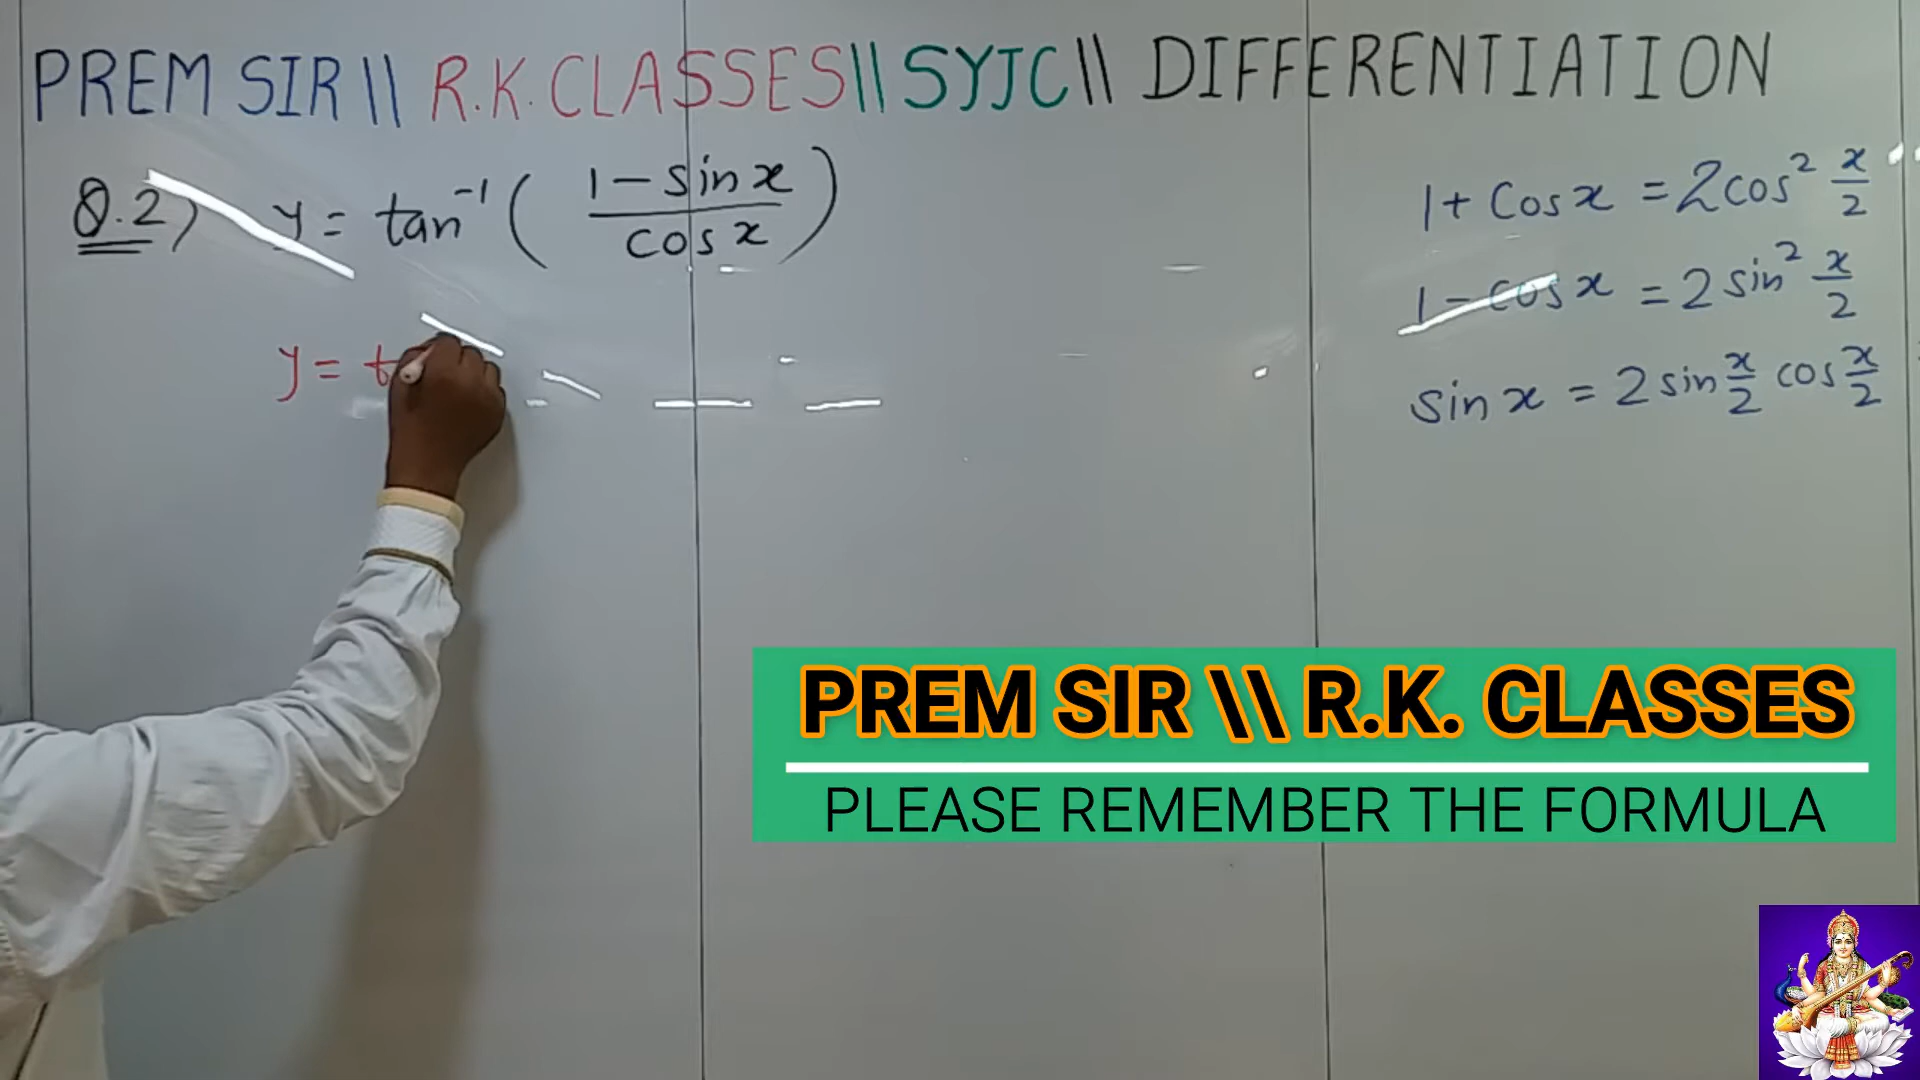 PREM SIR || R.K. CLASSES || SYJC || DIFFERENTIATION
Q.2) y = tan⁻¹ ( (1 - sin x) / (cos x) )
y = t
1 + cos x = 2 cos² x/2
1 - cos x = 2 sin² x/2
sin x = 2 sin x/2 cos x/2
PREM SIR \\ R.K. CLASSES
PLEASE REMEMBER THE FORMULA